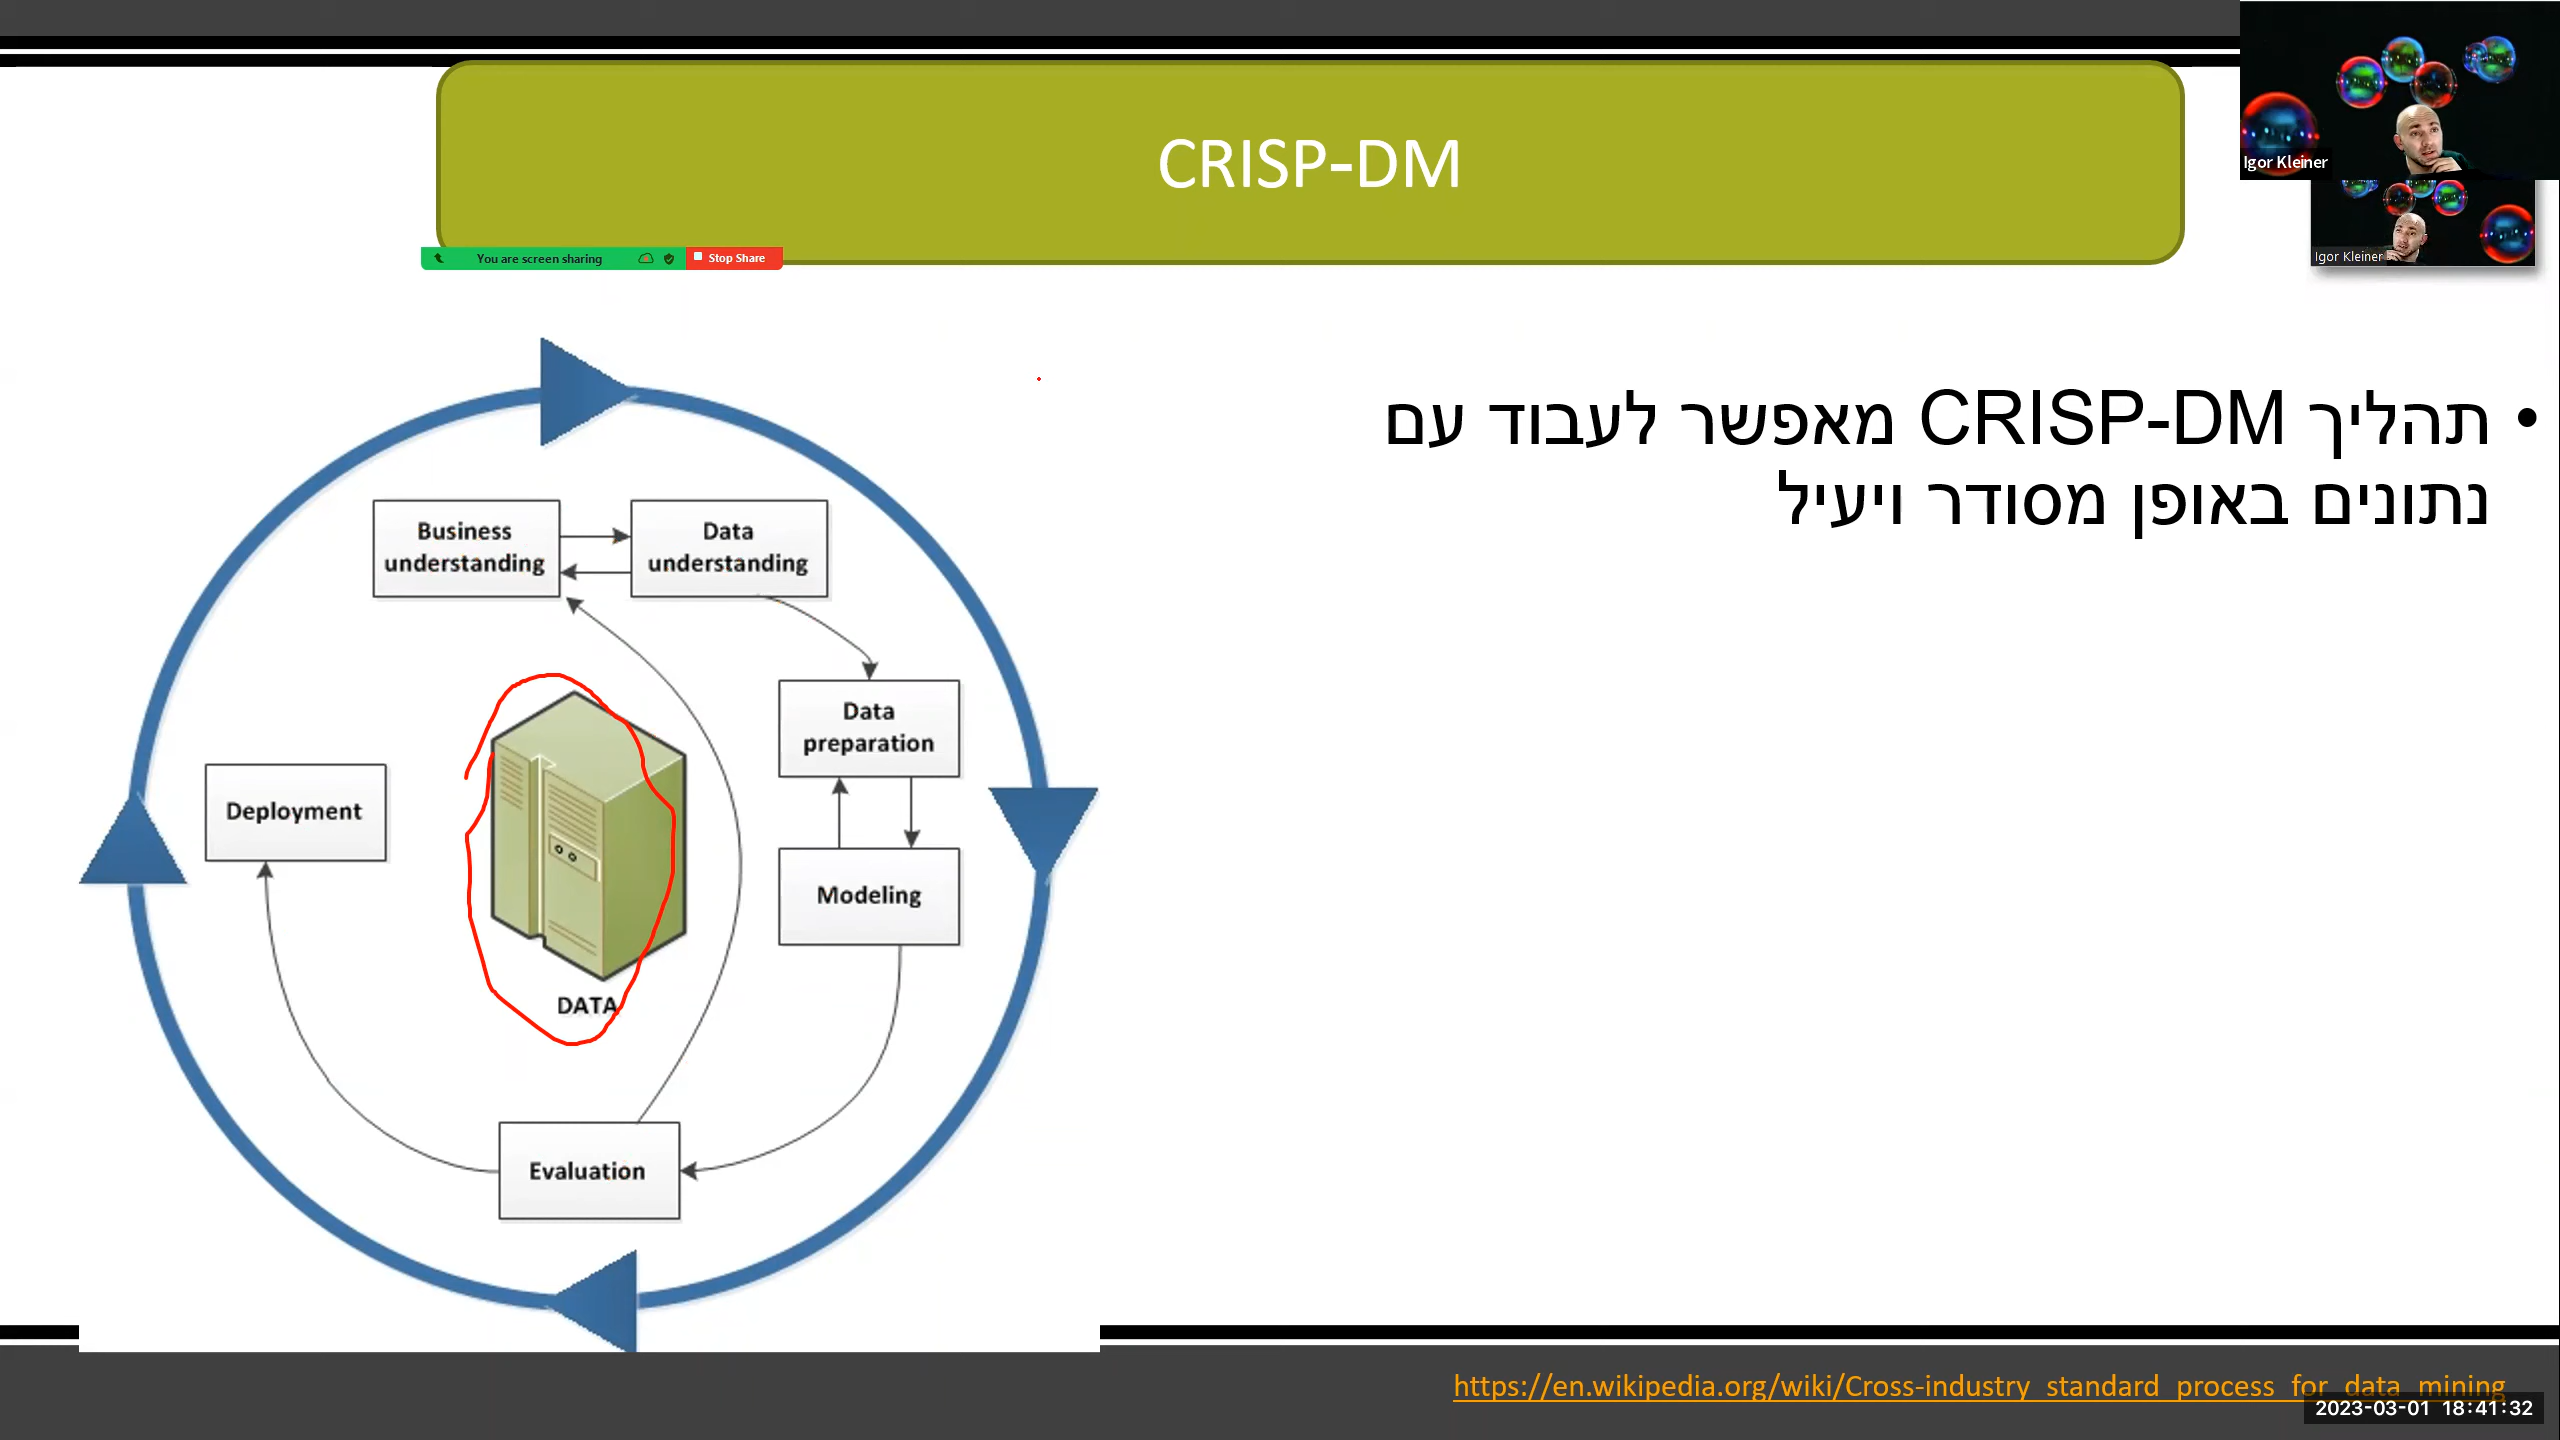 CRISP-DM
Igor Kleiner
Igor Kleiner
You are screen sharing
Stop Share
• תהליך CRISP-DM מאפשר לעבוד עם
נתונים באופן מסודר ויעיל
Business
understanding
Data
understanding
Data
preparation
Modeling
Deployment
DATA
Evaluation
https://en.wikipedia.org/wiki/Cross-industry_standard_process_for_data_mining
2023-03-01 18:41:32